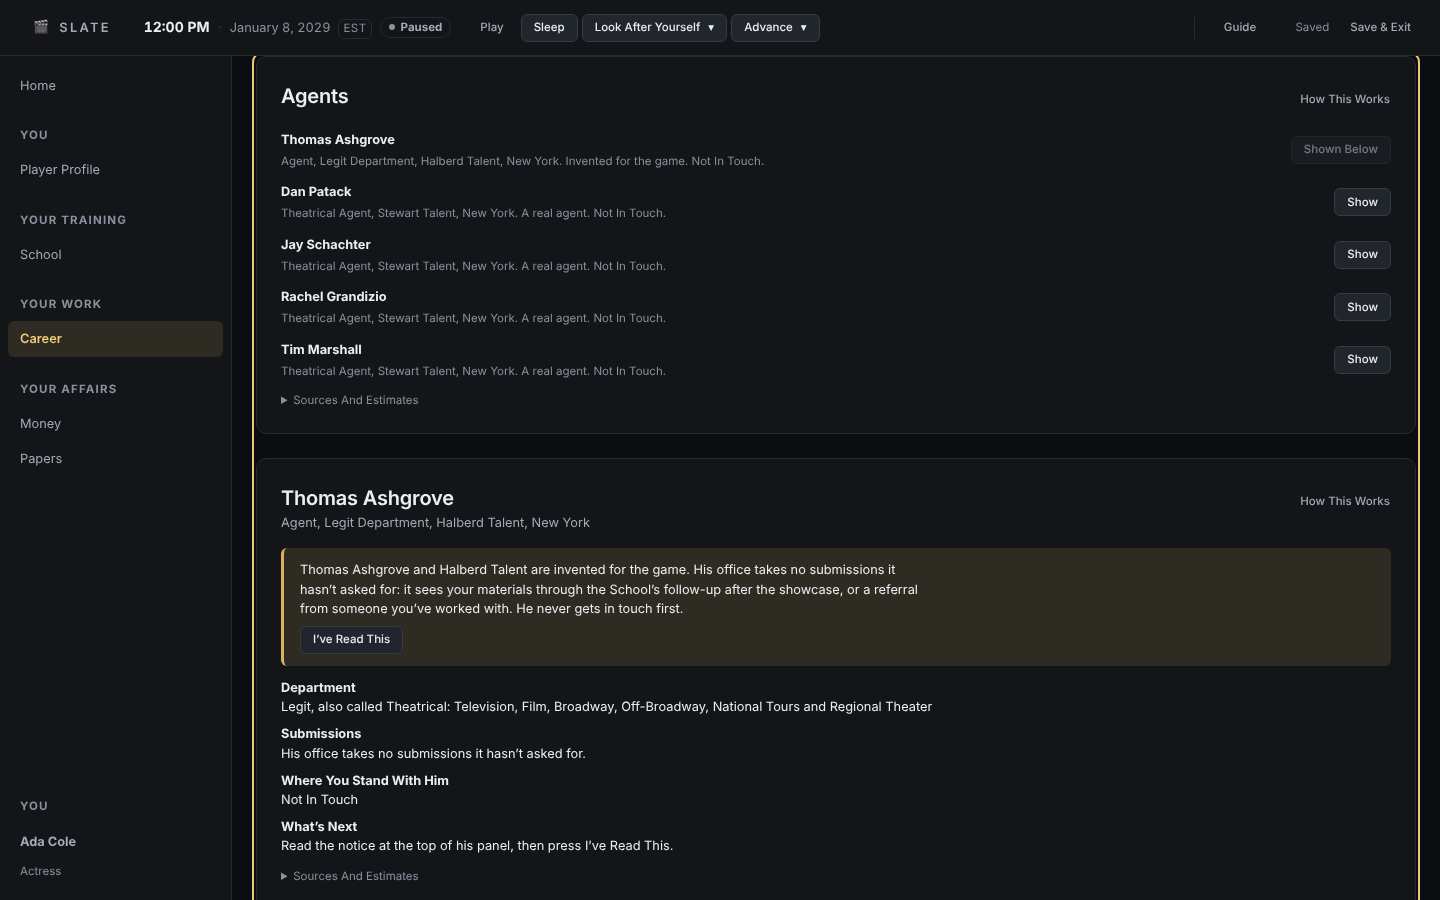 SLATE
12:00 PM · January 8, 2029 EST Paused Play Sleep Look After Yourself Advance Guide Saved Save & Exit
Home
YOU
Player Profile
YOUR TRAINING
School
YOUR WORK
Career
YOUR AFFAIRS
Money
Papers
YOU
Ada Cole
Actress
Agents
How This Works
Thomas Ashgrove
Agent, Legit Department, Halberd Talent, New York. Invented for the game. Not In Touch.
Shown Below
Dan Patack
Theatrical Agent, Stewart Talent, New York. A real agent. Not In Touch.
Show
Jay Schachter
Theatrical Agent, Stewart Talent, New York. A real agent. Not In Touch.
Show
Rachel Grandizio
Theatrical Agent, Stewart Talent, New York. A real agent. Not In Touch.
Show
Tim Marshall
Theatrical Agent, Stewart Talent, New York. A real agent. Not In Touch.
Show
Sources And Estimates
Thomas Ashgrove
How This Works
Agent, Legit Department, Halberd Talent, New York
Thomas Ashgrove and Halberd Talent are invented for the game. His office takes no submissions it
hasn’t asked for: it sees your materials through the School’s follow-up after the showcase, or a referral
from someone you’ve worked with. He never gets in touch first.
I’ve Read This
Department
Legit, also called Theatrical: Television, Film, Broadway, Off-Broadway, National Tours and Regional Theater
Submissions
His office takes no submissions it hasn’t asked for.
Where You Stand With Him
Not In Touch
What’s Next
Read the notice at the top of his panel, then press I’ve Read This.
Sources And Estimates